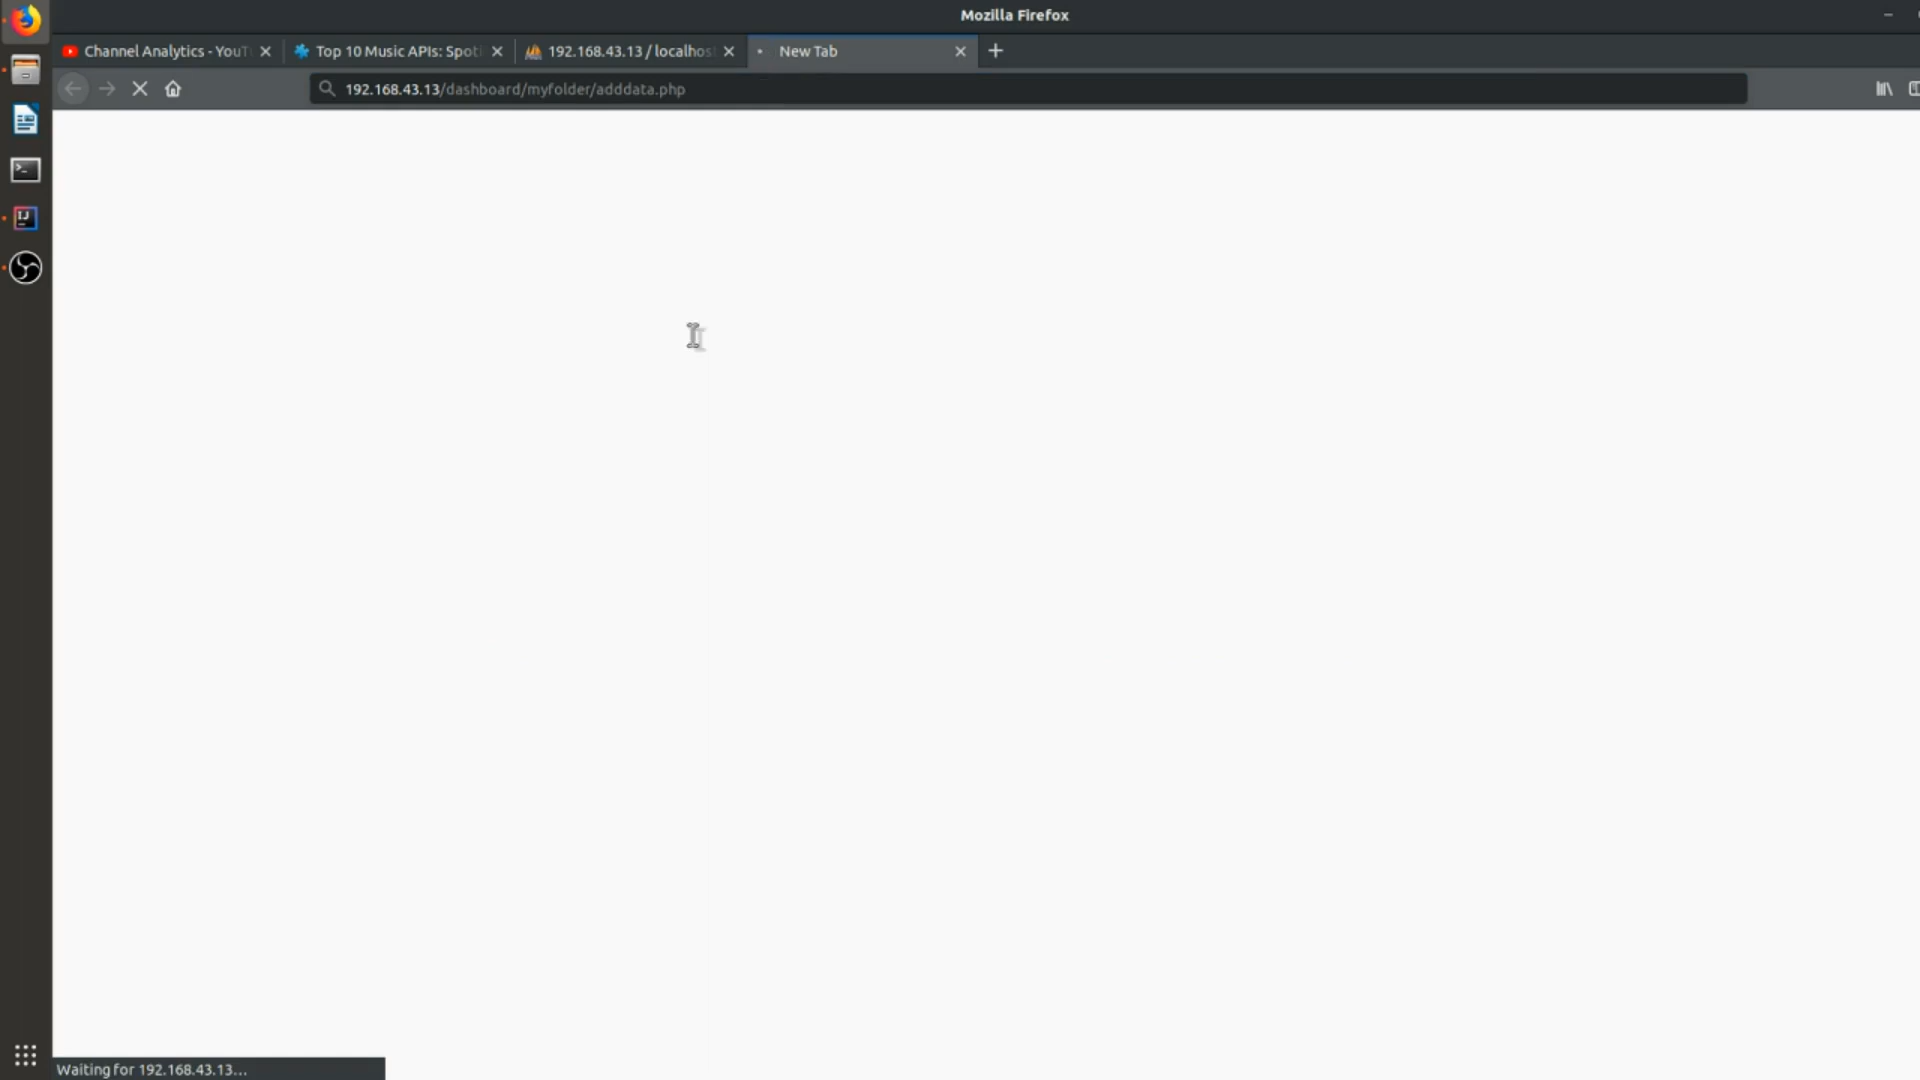 Mozilla Firefox
Channel Analytics - YouT
Top 10 Music APIs: Spoti
192.168.43.13 / localhos
New Tab
192.168.43.13/dashboard/myfolder/adddata.php
Waiting for 192.168.43.13...